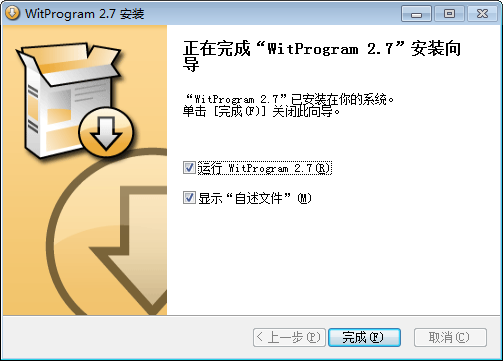 WitProgram 2.7 安装
正在完成“WitProgram 2.7”安装向
导
“WitProgram 2.7”已安装在你的系统。
单击 [完成(F)] 关闭此向导。
运行 WitProgram 2.7(R)
显示“自述文件”(M)
< 上一步(P) 完成(F) 取消(C)